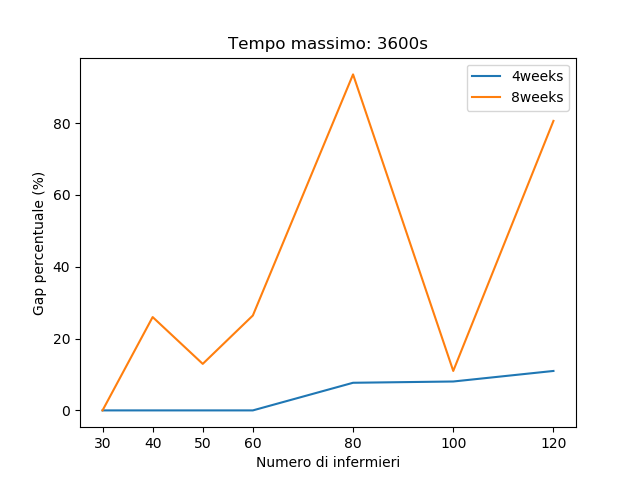 Tempo massimo: 3600s
4weeks
8weeks
Gap percentuale (%)
80
60
40
20
0
30 40 50 60 80 100 120
Numero di infermieri